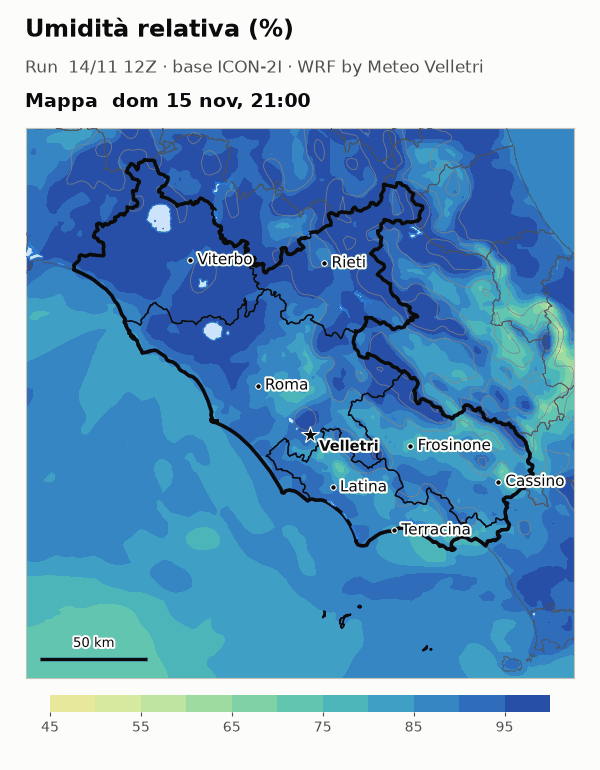 Umidità relativa (%)
Run  14/11 12Z · base ICON-2I · WRF by Meteo Velletri
Mappa  dom 15 nov, 21:00
Viterbo
Rieti
Roma
Velletri
Frosinone
Latina
Cassino
Terracina
50 km
45 55 65 75 85 95